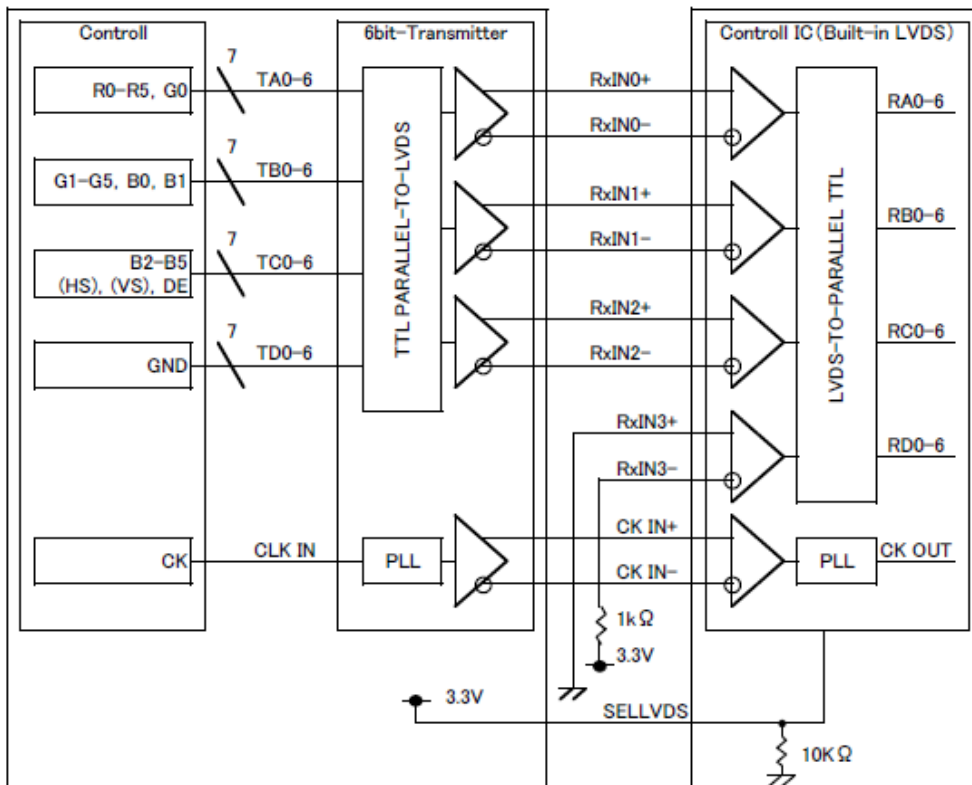 Controll
6bit-Transmitter
Controll IC(Built-in LVDS)
R0-R5, G0
7
TA0-6
RxIN0+
RxIN0-
RA0-6
G1-G5, B0, B1
7
TB0-6
RxIN1+
RxIN1-
RB0-6
B2-B5
(HS), (VS), DE
7
TC0-6
RxIN2+
RxIN2-
RC0-6
GND
7
TD0-6
RxIN3+
RxIN3-
RD0-6
TTL PARALLEL-TO-LVDS
LVDS-TO-PARALLEL TTL
CK
CLK IN
PLL
CK IN+
CK IN-
PLL
CK OUT
1kΩ
3.3V
3.3V
SELLVDS
10KΩ